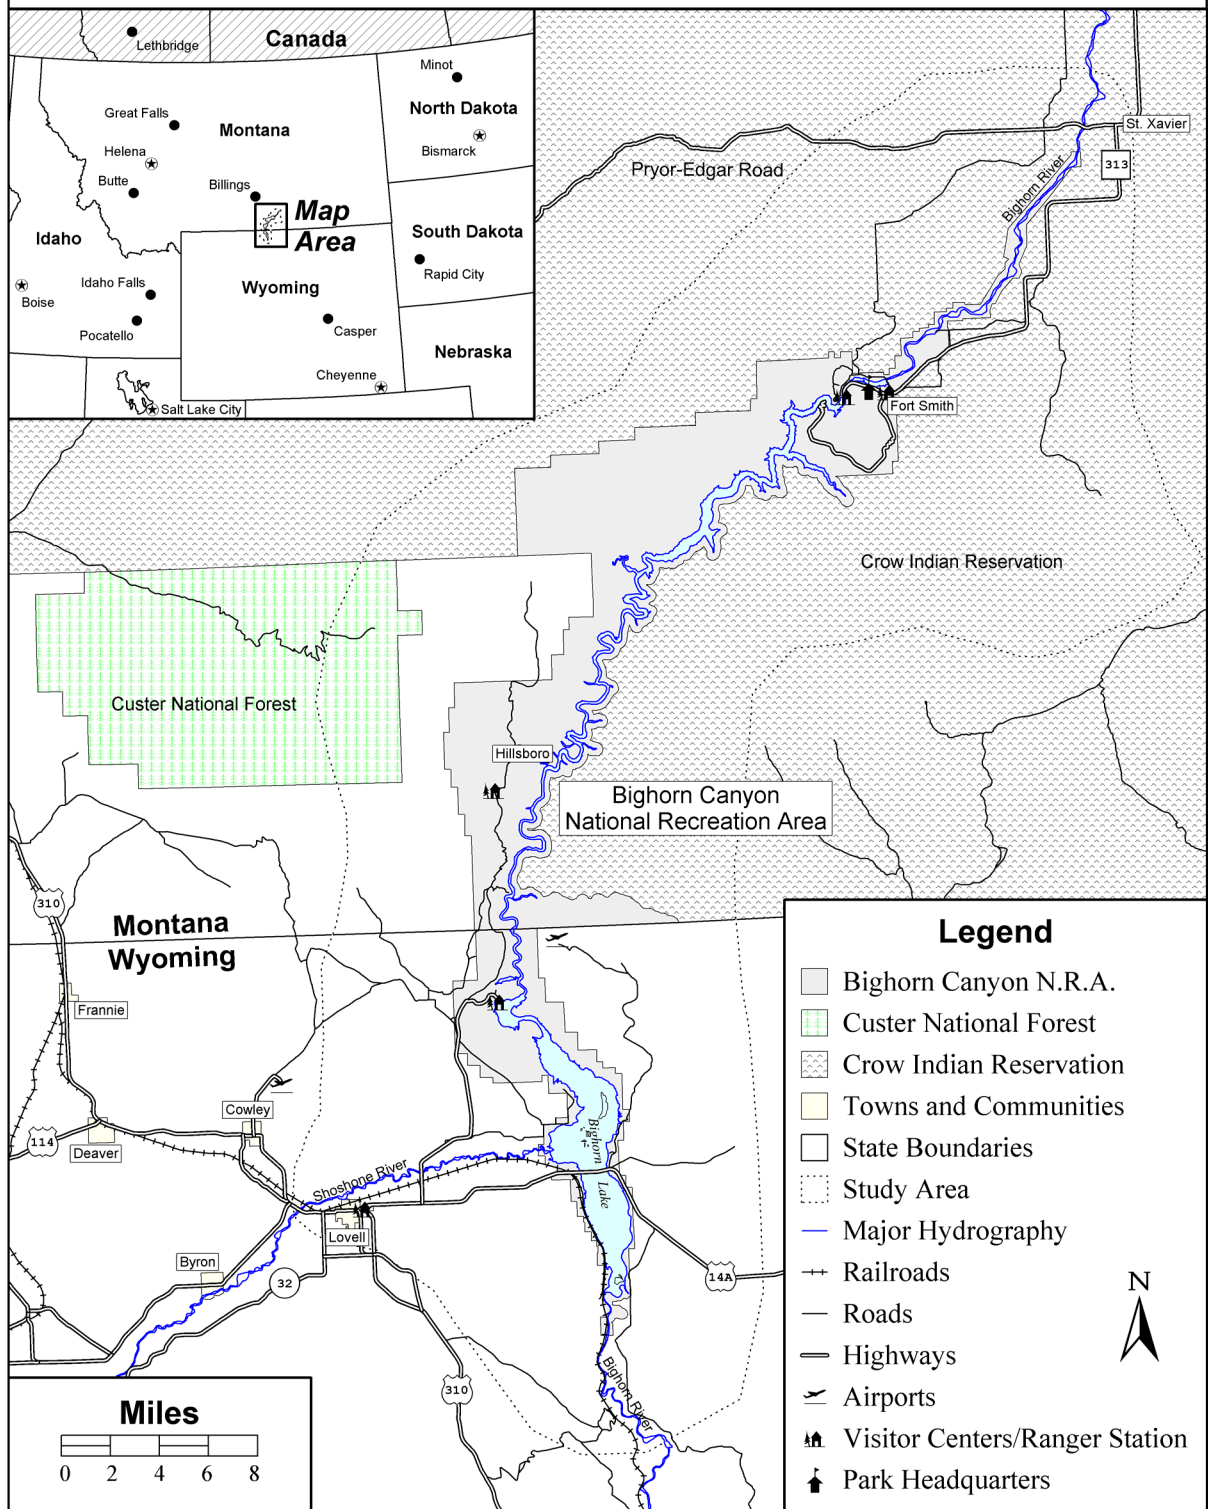 Canada
Lethbridge
Minot
North Dakota
Bismarck
Great Falls
Montana
Helena
Butte
Billings
Map
Area
Idaho
South Dakota
Rapid City
Idaho Falls
Boise
Wyoming
Pocatello
Casper
Nebraska
Cheyenne
Salt Lake City
St. Xavier
313
Pryor-Edgar Road
Bighorn River
Fort Smith
Crow Indian Reservation
Custer National Forest
Hillsboro
Bighorn Canyon
National Recreation Area
310
Montana
Wyoming
Frannie
Cowley
114
Deaver
Shoshone River
Bighorn
Lake
Lovell
Byron
32
14A
310
Bighorn River
Miles
0 2 4 6 8
Legend
Bighorn Canyon N.R.A.
Custer National Forest
Crow Indian Reservation
Towns and Communities
State Boundaries
Study Area
Major Hydrography
Railroads
Roads
Highways
Airports
Visitor Centers/Ranger Station
Park Headquarters
N